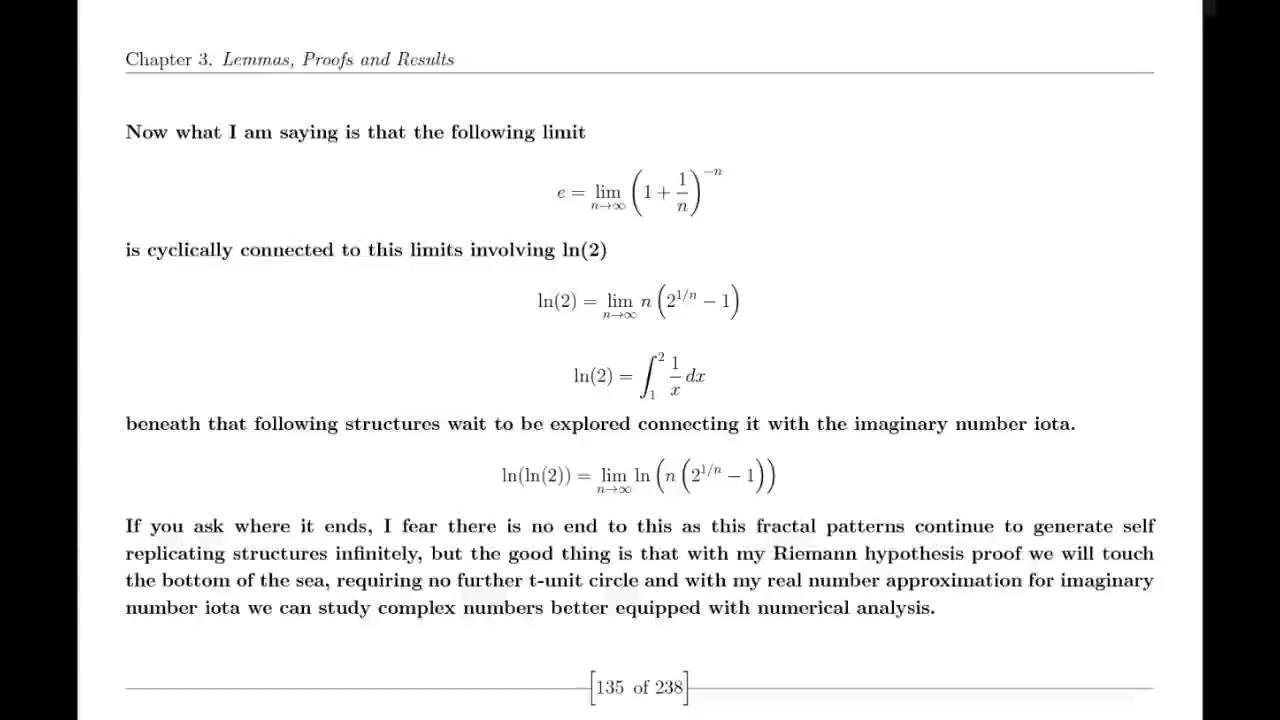 Chapter 3. Lemmas, Proofs and Results
Now what I am saying is that the following limit
e = lim_{n→∞} (1 + 1/n)^{−n}
is cyclically connected to this limits involving ln(2)
ln(2) = lim_{n→∞} n (2^{1/n} − 1)
ln(2) = ∫_1^2 1/x dx
beneath that following structures wait to be explored connecting it with the imaginary number iota.
ln(ln(2)) = lim_{n→∞} ln (n (2^{1/n} − 1))
If you ask where it ends, I fear there is no end to this as this fractal patterns continue to generate self
replicating structures infinitely, but the good thing is that with my Riemann hypothesis proof we will touch
the bottom of the sea, requiring no further t-unit circle and with my real number approximation for imaginary
number iota we can study complex numbers better equipped with numerical analysis.
[135 of 238]